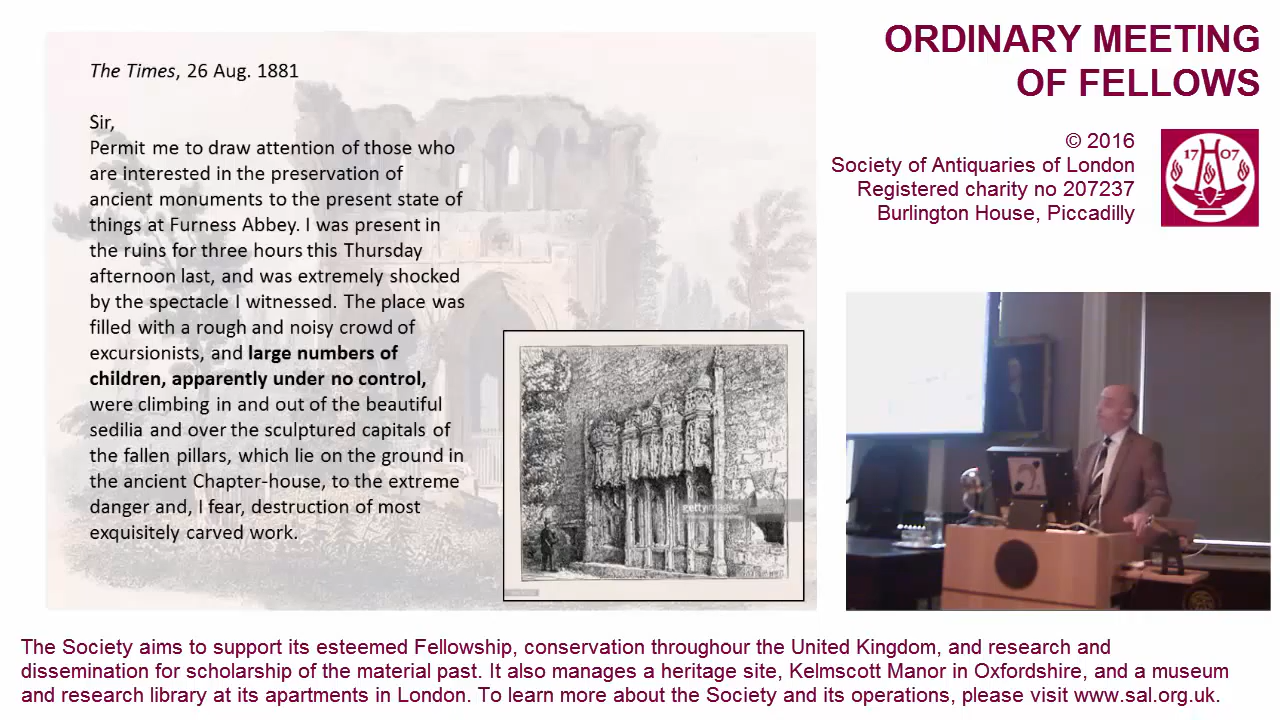 The Times, 26 Aug. 1881
Sir,
Permit me to draw attention of those who
are interested in the preservation of
ancient monuments to the present state of
things at Furness Abbey. I was present in
the ruins for three hours this Thursday
afternoon last, and was extremely shocked
by the spectacle I witnessed. The place was
filled with a rough and noisy crowd of
excursionists, and large numbers of
children, apparently under no control,
were climbing in and out of the beautiful
sedilia and over the sculptured capitals of
the fallen pillars, which lie on the ground in
the ancient Chapter-house, to the extreme
danger and, I fear, destruction of most
exquisitely carved work.
gettyimages
ORDINARY MEETING
OF FELLOWS
© 2016
Society of Antiquaries of London
Registered charity no 207237
Burlington House, Piccadilly
17 07
The Society aims to support its esteemed Fellowship, conservation throughour the United Kingdom, and research and
dissemination for scholarship of the material past. It also manages a heritage site, Kelmscott Manor in Oxfordshire, and a museum
and research library at its apartments in London. To learn more about the Society and its operations, please visit www.sal.org.uk.